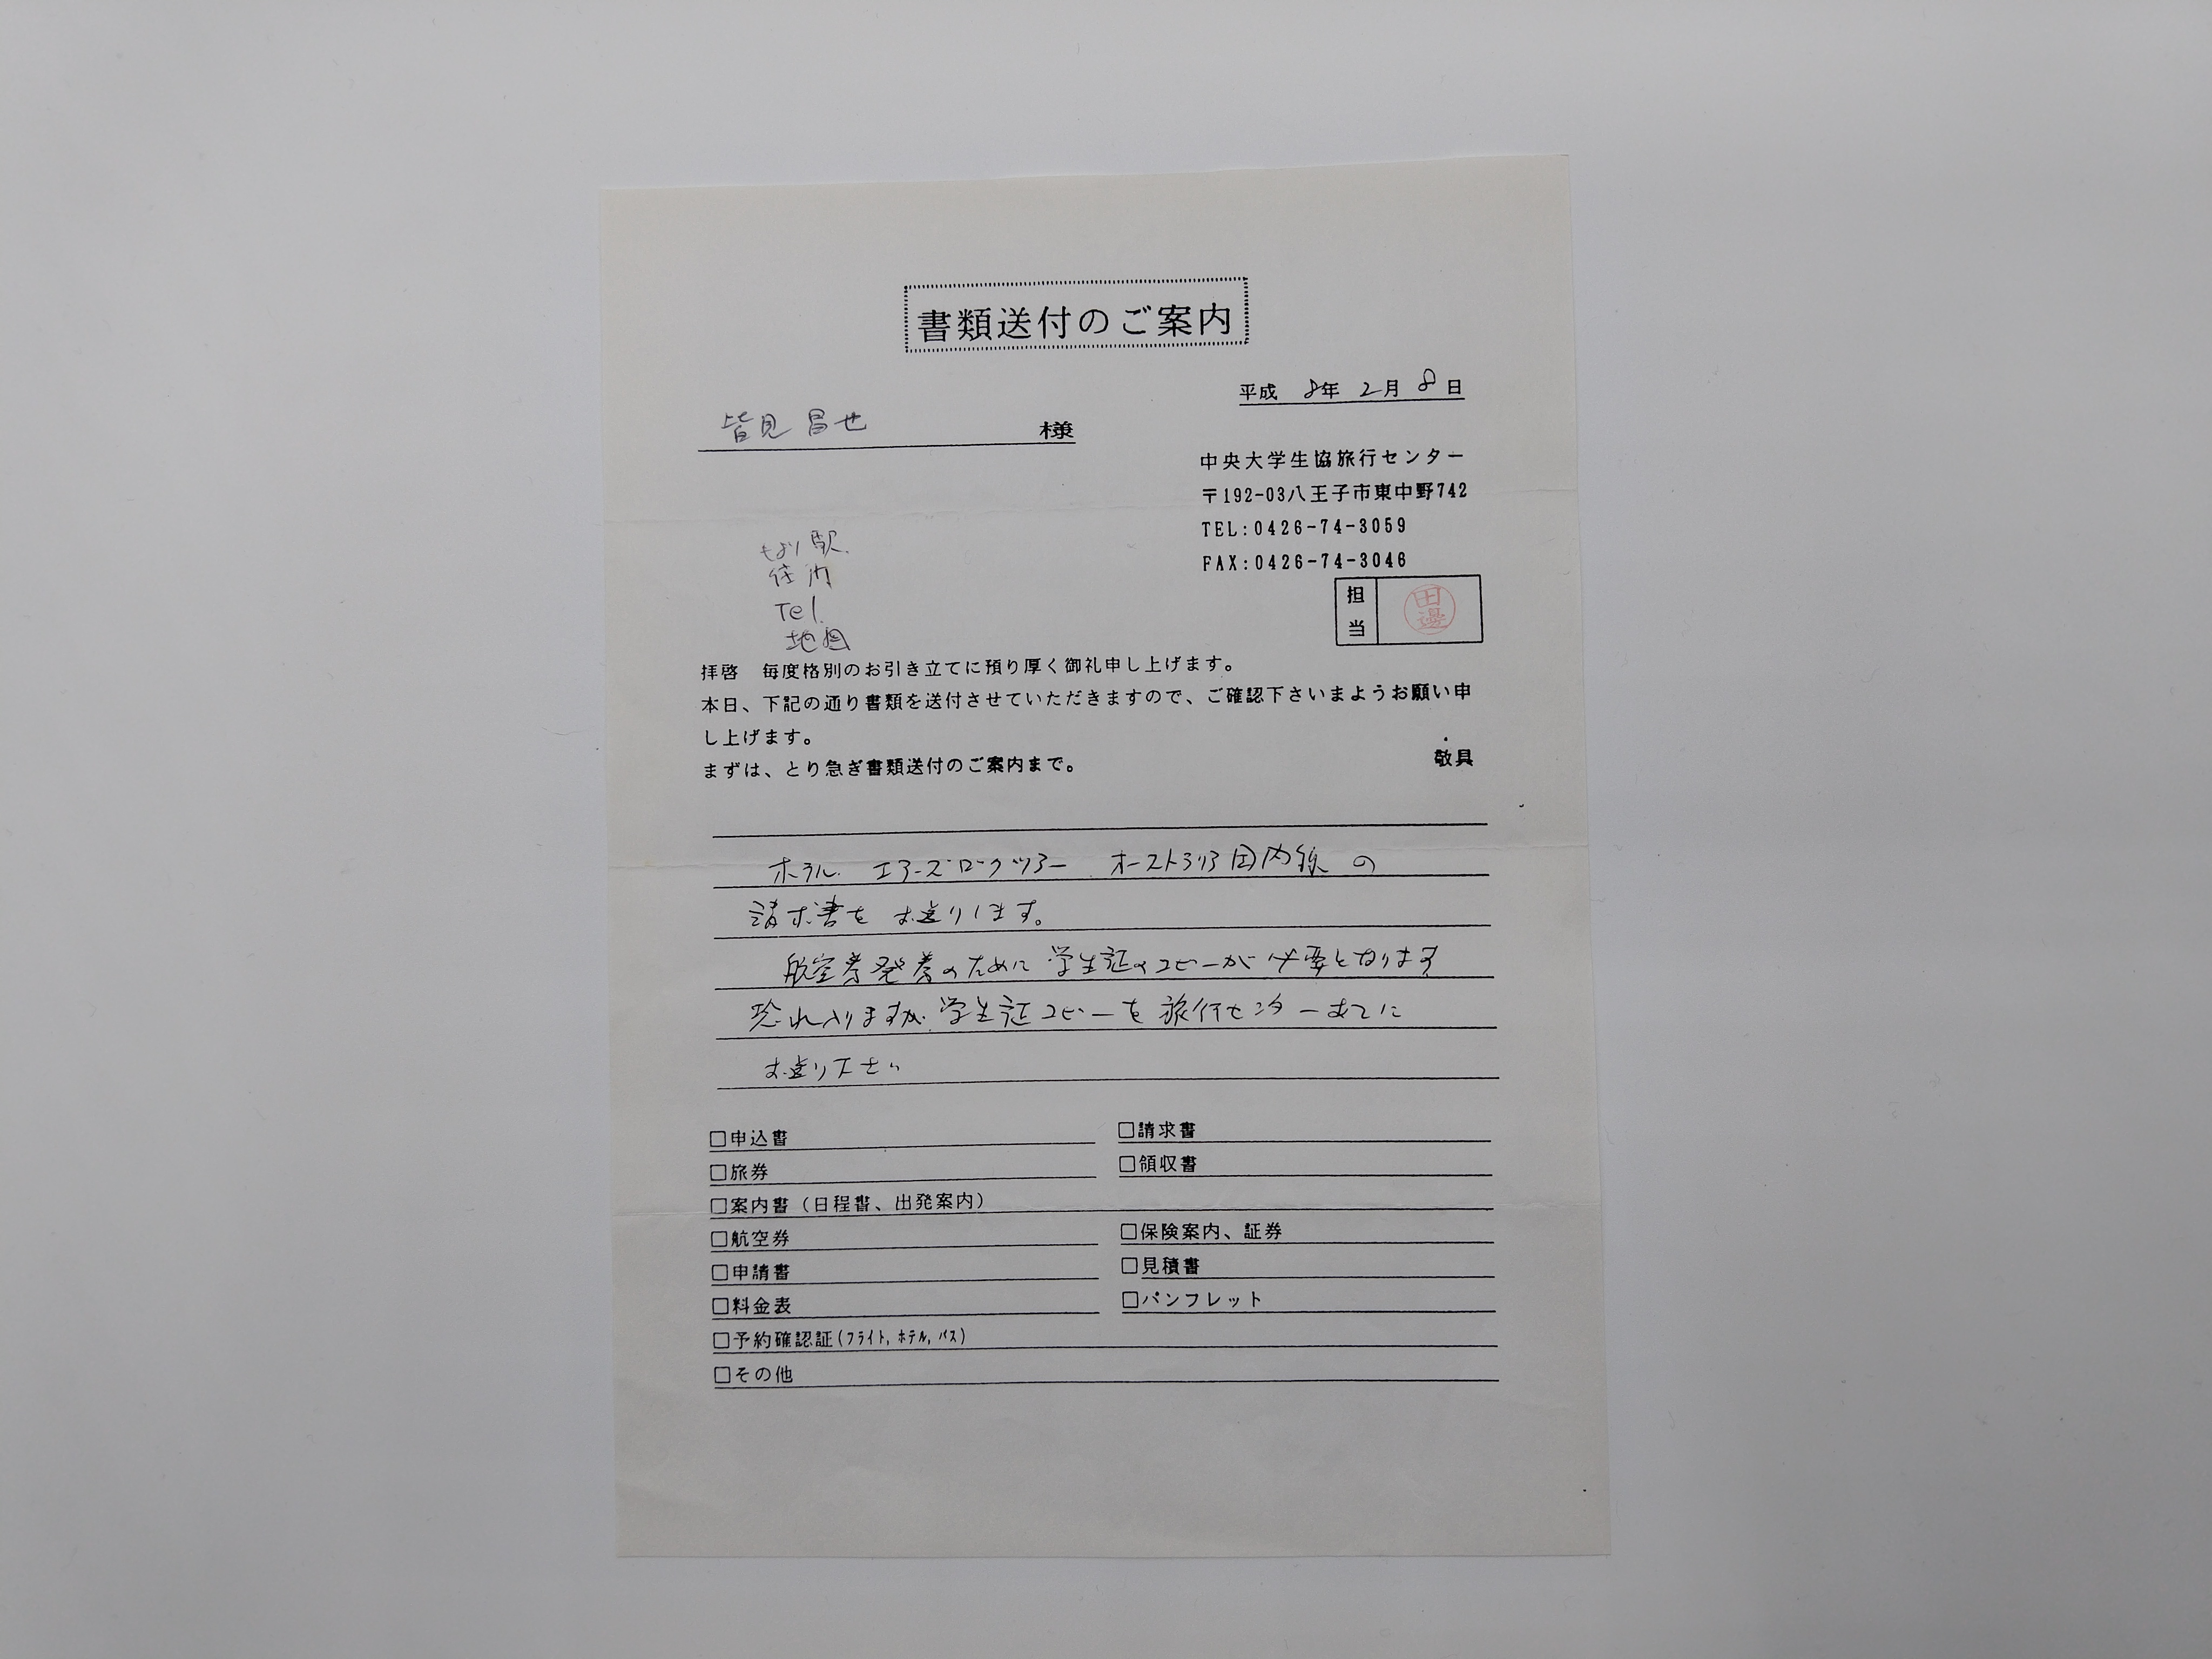 書類送付のご案内
平成 8年 2月 8日
皆見 昌也 様
中央大学生協旅行センター
〒192-03八王子市東中野742
TEL:0426-74-3059
FAX:0426-74-3046
もより駅
Tel.
地図
担当 田邊
拝啓 毎度格別のお引き立てに預り厚く御礼申し上げます。
本日、下記の通り書類を送付させていただきますので、ご確認下さいまようお願い申
し上げます。
まずは、とり急ぎ書類送付のご案内まで。
敬具
ホテル エアーズロックツアー オーストラリア国内線 の
請求書を お送りします。
航空券発券のために 学生証のコピーが必要となります
恐れ入りますが 学生証コピーを 旅行センターあてに
お送り下さい
□申込書 □請求書
□旅券 □領収書
□案内書（日程書、出発案内）
□航空券 □保険案内、証券
□申請書 □見積書
□料金表 □パンフレット
□予約確認証(フライト, ホテル, バス)
□その他